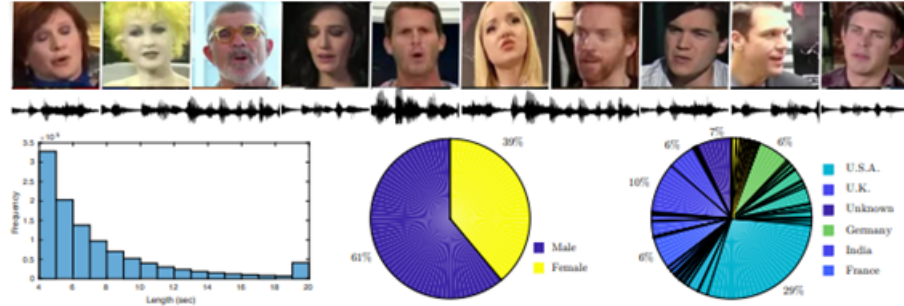 3.5
3
2.5
2
1.5
1
0.5
0
Frequency
4 6 8 10 12 14 16 18 20
Length (sec)
39%
61%
Male
Female
7%
6%
6%
10%
6%
29%
U.S.A.
U.K.
Unknown
Germany
India
France